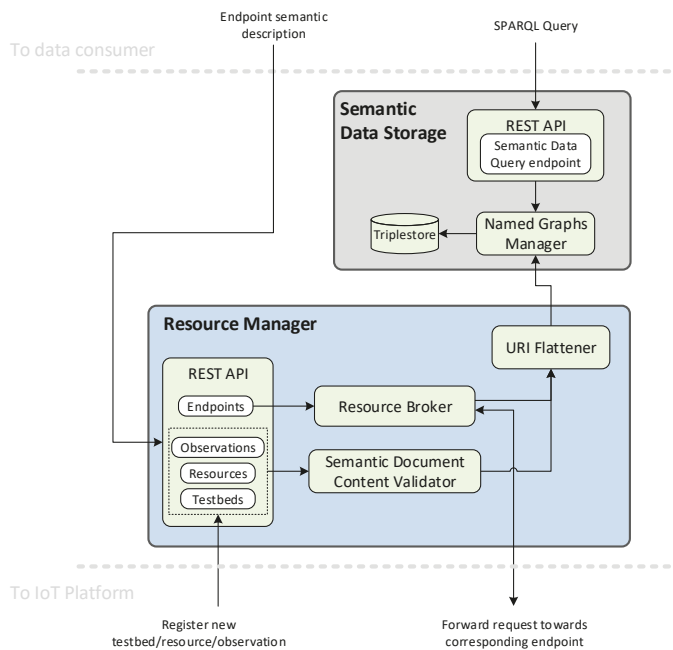 Endpoint semantic
description
SPARQL Query
To data consumer
Semantic
Data Storage
REST API
Semantic Data
Query endpoint
Triplestore
Named Graphs
Manager
Resource Manager
URI Flattener
REST API
Endpoints
Resource Broker
Observations
Resources
Testbeds
Semantic Document
Content Validator
To IoT Platform
Register new
testbed/resource/observation
Forward request towards
corresponding endpoint